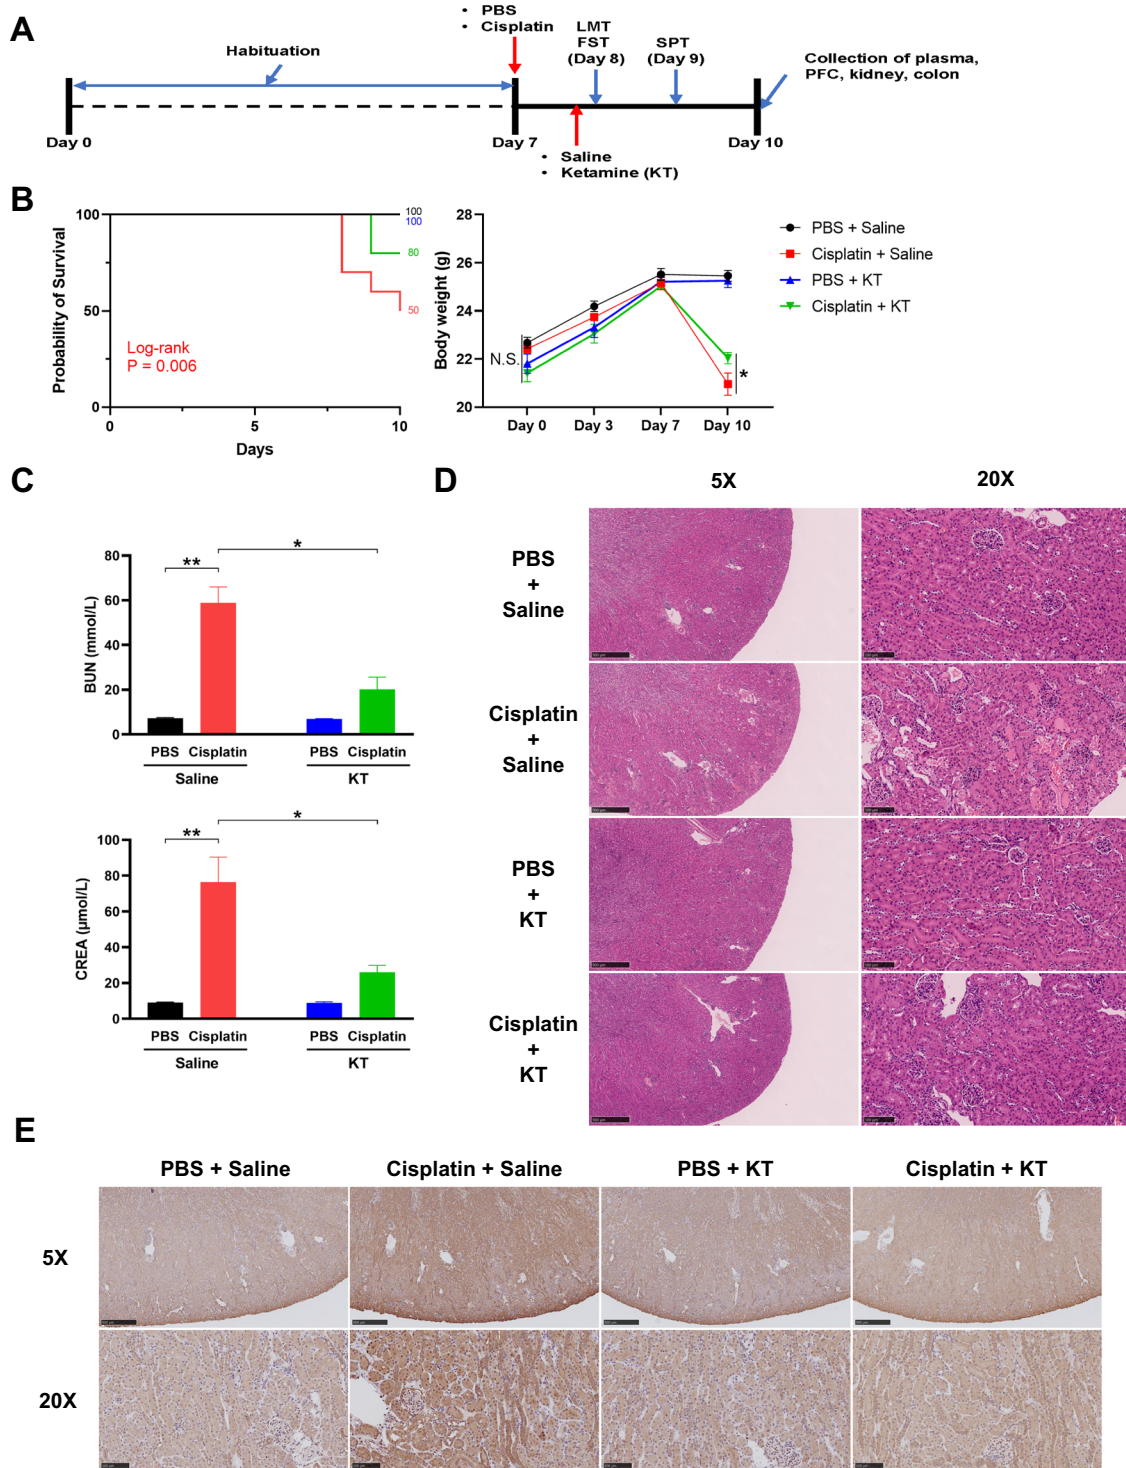 A
• PBS
• Cisplatin
Habituation
LMT
FST
(Day 8)
SPT
(Day 9)
Collection of plasma,
PFC, kidney, colon
Day 0
Day 7
Day 10
• Saline
• Ketamine (KT)
B
Probability of Survival
100
50
0
0
5
10
Days
100
100
80
50
Log-rank
P = 0.006
Body weight (g)
28
26
24
22
20
N.S.
*
Day 0
Day 3
Day 7
Day 10
PBS + Saline
Cisplatin + Saline
PBS + KT
Cisplatin + KT
C
BUN (mmol/L)
80
60
40
20
0
**
*
PBS
Cisplatin
PBS
Cisplatin
Saline
KT
CREA (μmol/L)
100
80
60
40
20
0
**
*
PBS
Cisplatin
PBS
Cisplatin
Saline
KT
D
5X
20X
PBS
+
Saline
Cisplatin
+
Saline
PBS
+
KT
Cisplatin
+
KT
E
PBS + Saline
Cisplatin + Saline
PBS + KT
Cisplatin + KT
5X
20X